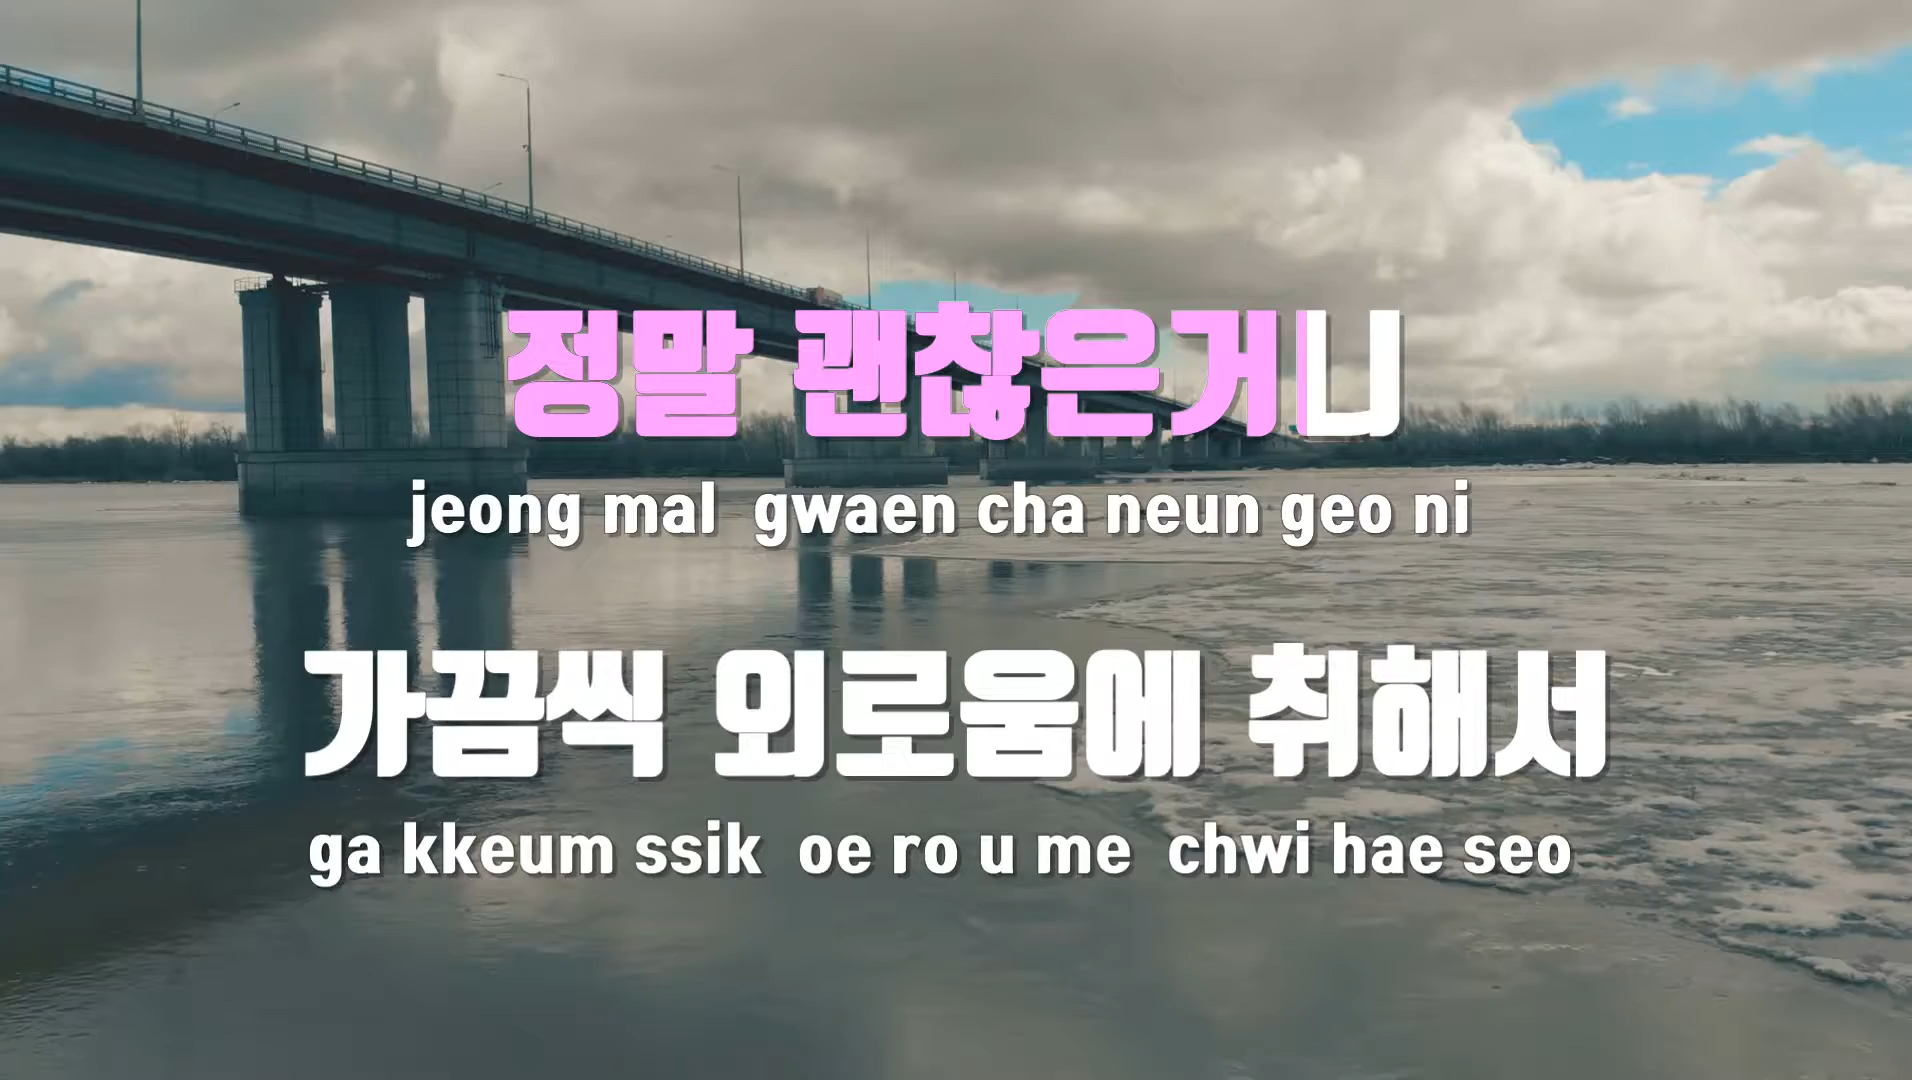 정말 괜찮은거니
jeong mal gwaen cha neun geo ni
가끔씩 외로움에 취해서
ga kkeum ssik oe ro u me chwi hae seo